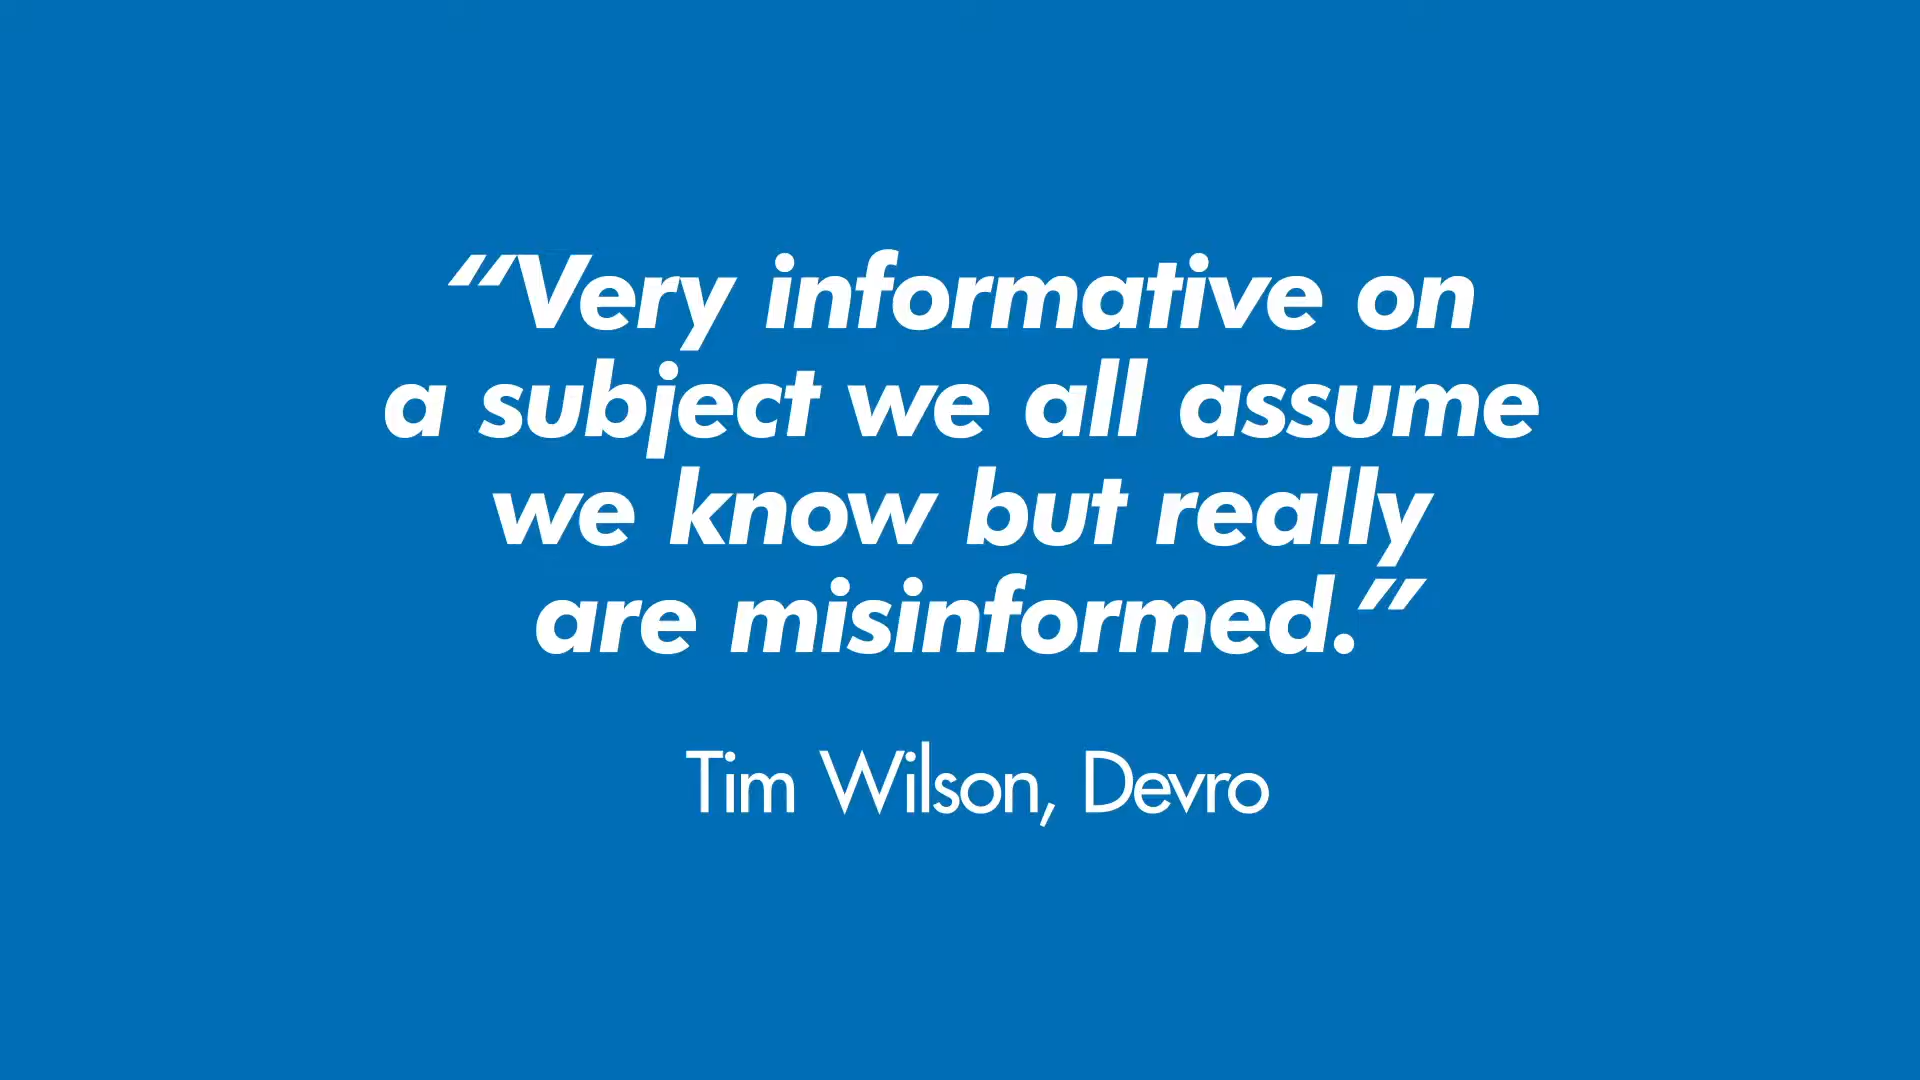 “Very informative on
a subject we all assume
we know but really
are misinformed.”
Tim Wilson, Devro